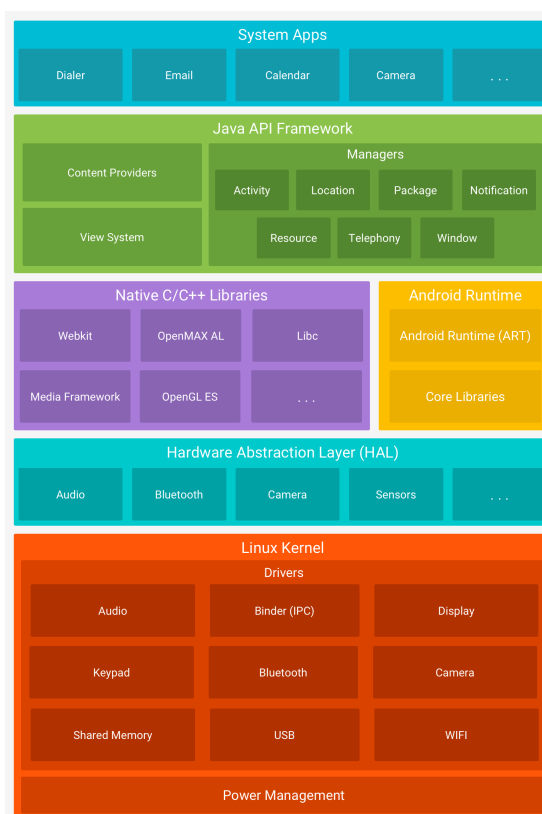 System Apps
Dialer
Email
Calendar
Camera
. . .
Java API Framework
Content Providers
View System
Managers
Activity
Location
Package
Notification
Resource
Telephony
Window
Native C/C++ Libraries
Webkit
OpenMAX AL
Libc
Media Framework
OpenGL ES
. . .
Android Runtime
Android Runtime (ART)
Core Libraries
Hardware Abstraction Layer (HAL)
Audio
Bluetooth
Camera
Sensors
. . .
Linux Kernel
Drivers
Audio
Binder (IPC)
Display
Keypad
Bluetooth
Camera
Shared Memory
USB
WIFI
Power Management